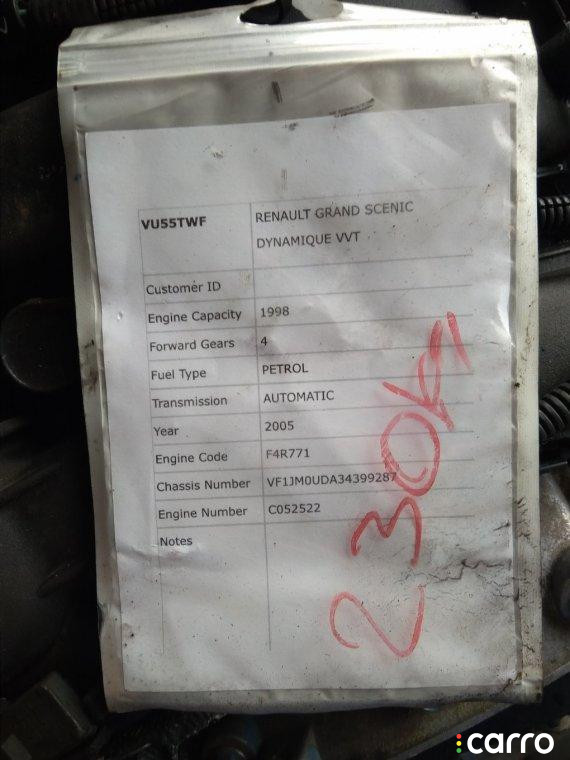 VU55TWF RENAULT GRAND SCENIC
DYNAMIQUE VVT
Customer ID
Engine Capacity 1998
Forward Gears 4
Fuel Type PETROL
Transmission AUTOMATIC
Year 2005
Engine Code F4R771
Chassis Number VF1JM0UDA34399287
Engine Number C052522
Notes
carro